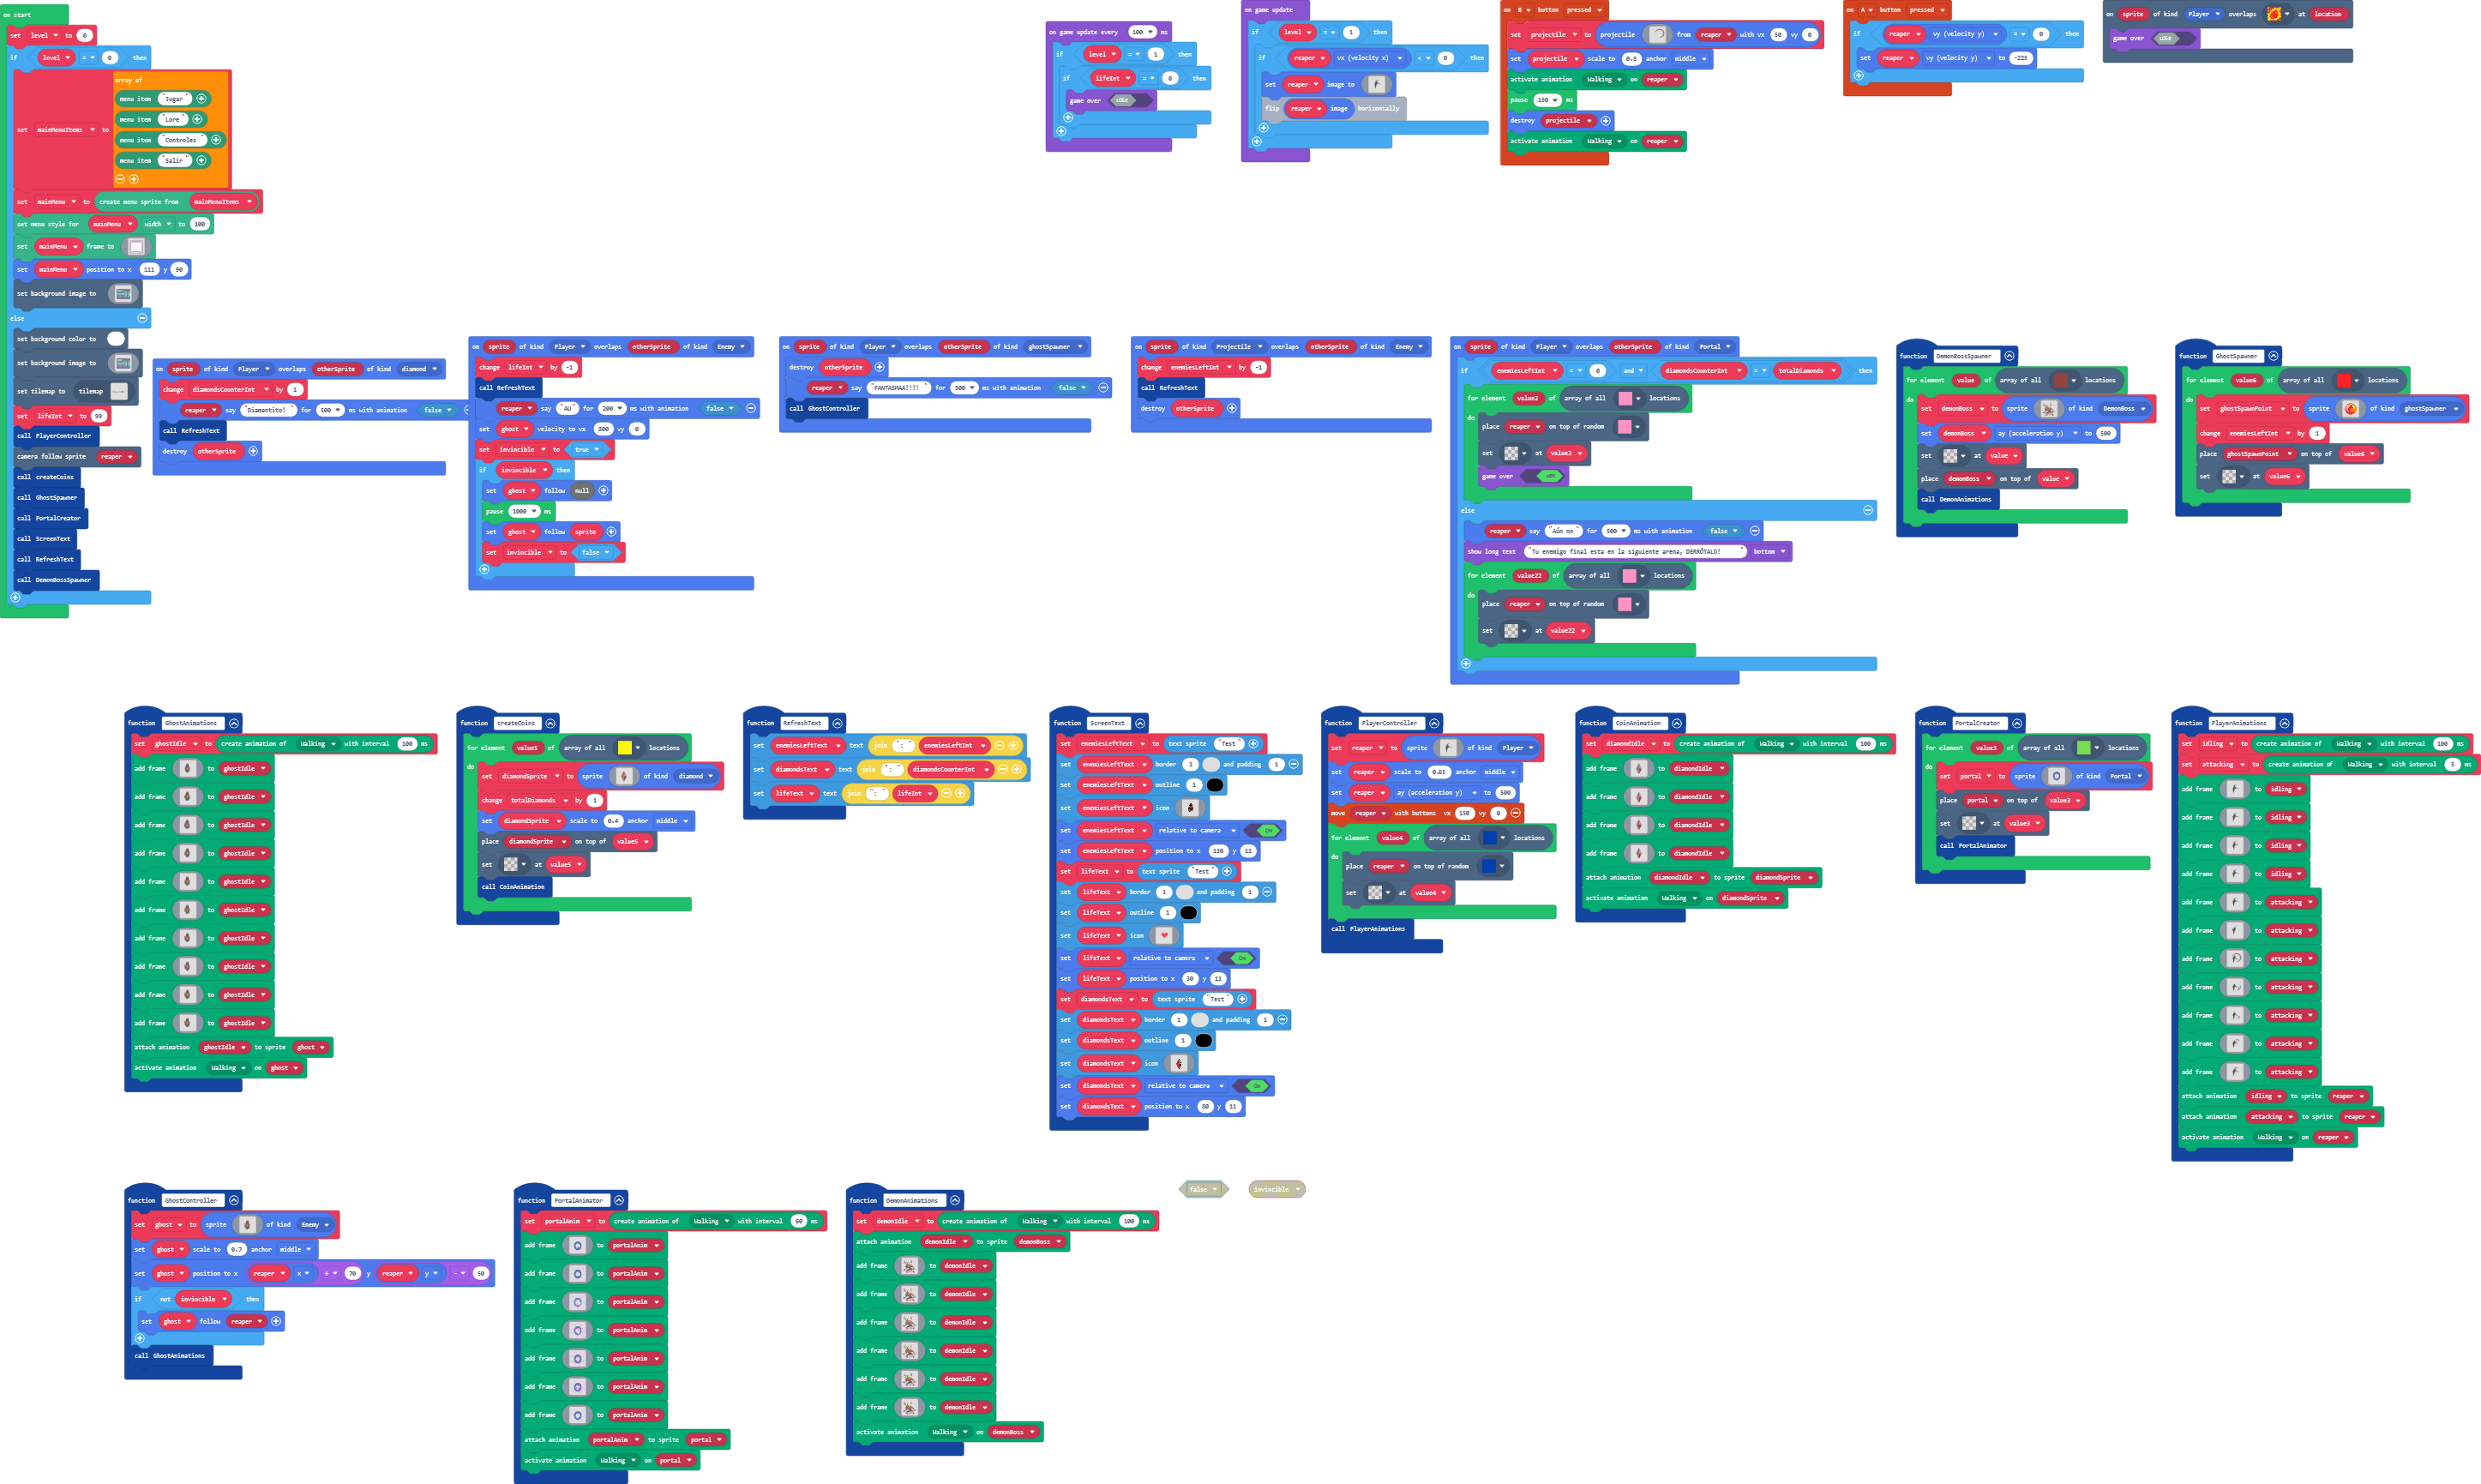 on start
set level to 0
if level = 0 then
set mainMenuItems to array of
menu item "Jugar"
menu item "Lore"
menu item "Controles"
menu item "Salir"
set mainMenu to create menu sprite from mainMenuItems
set menu style for mainMenu width to 100
set mainMenu frame to
set mainMenu position to x 111 y 90
set background image to
else
set background color to
set background image to
set tilemap to tilemap
set lifeInt to 99
call PlayerController
camera follow sprite reaper
call createCoins
call GhostSpawner
call PortalCreator
call ScreenText
call RefreshText
call DemonBossSpawner
on game update every 100 ms
if level = 1 then
if lifeInt = 0 then
game over LOSE
on game update
if level = 1 then
if reaper vx (velocity x) < 0 then
set reaper image to
flip reaper image horizontally
on B button pressed
set projectile to projectile from reaper with vx 50 vy 0
set projectile scale to 0.8 anchor middle
activate animation Walking on reaper
pause 150 ms
destroy projectile
activate animation Walking on reaper
on A button pressed
if reaper vy (velocity y) = 0 then
set reaper vy (velocity y) to -225
on sprite of kind Player overlaps at location
game over LOSE
on sprite of kind Player overlaps otherSprite of kind diamond
change diamondsCounterInt by 1
reaper say "Diamantito!" for 500 ms with animation false
call RefreshText
destroy otherSprite
on sprite of kind Player overlaps otherSprite of kind Enemy
change lifeInt by -1
call RefreshText
reaper say "AU" for 200 ms with animation false
set ghost velocity to vx 800 vy 0
set invincible to true
if invincible then
set ghost follow null
pause 1000 ms
set ghost follow sprite
set invincible to false
on sprite of kind Player overlaps otherSprite of kind ghostSpawner
destroy otherSprite
reaper say "FANTASMAA!!!!" for 500 ms with animation false
call GhostController
on sprite of kind Projectile overlaps otherSprite of kind Enemy
change enemiesLeftInt by -1
call RefreshText
destroy otherSprite
on sprite of kind Player overlaps otherSprite of kind Portal
if enemiesLeftInt = 0 and diamondsCounterInt = totalDiamonds then
for element value2 of array of all locations
do
place reaper on top of random
set at value2
game over WIN
else
reaper say "Aún no" for 500 ms with animation false
show long text "Tu enemigo final esta en la siguiente arena, DERRÓTALO!" bottom
for element value22 of array of all locations
do
place reaper on top of random
set at value22
function DemonBossSpawner
for element value of array of all locations
do
set demonBoss to sprite of kind DemonBoss
set demonBoss ay (acceleration y) to 500
set at value
place demonBoss on top of value
call DemonAnimations
function GhostSpawner
for element value6 of array of all locations
do
set ghostSpawnPoint to sprite of kind ghostSpawner
change enemiesLeftInt by 1
place ghostSpawnPoint on top of value6
set at value6
function GhostAnimations
set ghostIdle to create animation of Walking with interval 100 ms
add frame to ghostIdle
add frame to ghostIdle
add frame to ghostIdle
add frame to ghostIdle
add frame to ghostIdle
add frame to ghostIdle
add frame to ghostIdle
add frame to ghostIdle
add frame to ghostIdle
add frame to ghostIdle
attach animation ghostIdle to sprite ghost
activate animation Walking on ghost
function createCoins
for element value5 of array of all locations
do
set diamondSprite to sprite of kind diamond
change totalDiamonds by 1
set diamondSprite scale to 0.4 anchor middle
place diamondSprite on top of value5
set at value5
call CoinAnimation
function RefreshText
set enemiesLeftText text join ":" enemiesLeftInt
set diamondsText text join ":" diamondsCounterInt
set lifeText text join ":" lifeInt
function ScreenText
set enemiesLeftText to text sprite "Test"
set enemiesLeftText border 1 and padding 1
set enemiesLeftText outline 1
set enemiesLeftText icon
set enemiesLeftText relative to camera ON
set enemiesLeftText position to x 130 y 11
set lifeText to text sprite "Test"
set lifeText border 1 and padding 1
set lifeText outline 1
set lifeText icon
set lifeText relative to camera ON
set lifeText position to x 30 y 11
set diamondsText to text sprite "Test"
set diamondsText border 1 and padding 1
set diamondsText outline 1
set diamondsText icon
set diamondsText relative to camera ON
set diamondsText position to x 80 y 11
function PlayerController
set reaper to sprite of kind Player
set reaper scale to 0.65 anchor middle
set reaper ay (acceleration y) to 500
move reaper with buttons vx 150 vy 0
for element value4 of array of all locations
do
place reaper on top of random
set at value4
call PlayerAnimations
function CoinAnimation
set diamondIdle to create animation of Walking with interval 100 ms
add frame to diamondIdle
add frame to diamondIdle
add frame to diamondIdle
add frame to diamondIdle
attach animation diamondIdle to sprite diamondSprite
activate animation Walking on diamondSprite
function PortalCreator
for element value3 of array of all locations
do
set portal to sprite of kind Portal
place portal on top of value3
set at value3
call PortalAnimator
function PlayerAnimations
set idling to create animation of Walking with interval 100 ms
set attacking to create animation of Walking with interval 5 ms
add frame to idling
add frame to idling
add frame to idling
add frame to idling
add frame to attacking
add frame to attacking
add frame to attacking
add frame to attacking
add frame to attacking
add frame to attacking
add frame to attacking
attach animation idling to sprite reaper
attach animation attacking to sprite reaper
activate animation Walking on reaper
function GhostController
set ghost to sprite of kind Enemy
set ghost scale to 0.7 anchor middle
set ghost position to x reaper x + 70 y reaper y - 50
if not invincible then
set ghost follow reaper
call GhostAnimations
function PortalAnimator
set portalAnim to create animation of Walking with interval 60 ms
add frame to portalAnim
add frame to portalAnim
add frame to portalAnim
add frame to portalAnim
add frame to portalAnim
add frame to portalAnim
add frame to portalAnim
attach animation portalAnim to sprite portal
activate animation Walking on portal
function DemonAnimations
set demonIdle to create animation of Walking with interval 100 ms
attach animation demonIdle to sprite demonBoss
add frame to demonIdle
add frame to demonIdle
add frame to demonIdle
add frame to demonIdle
add frame to demonIdle
add frame to demonIdle
activate animation Walking on demonBoss
false
invincible